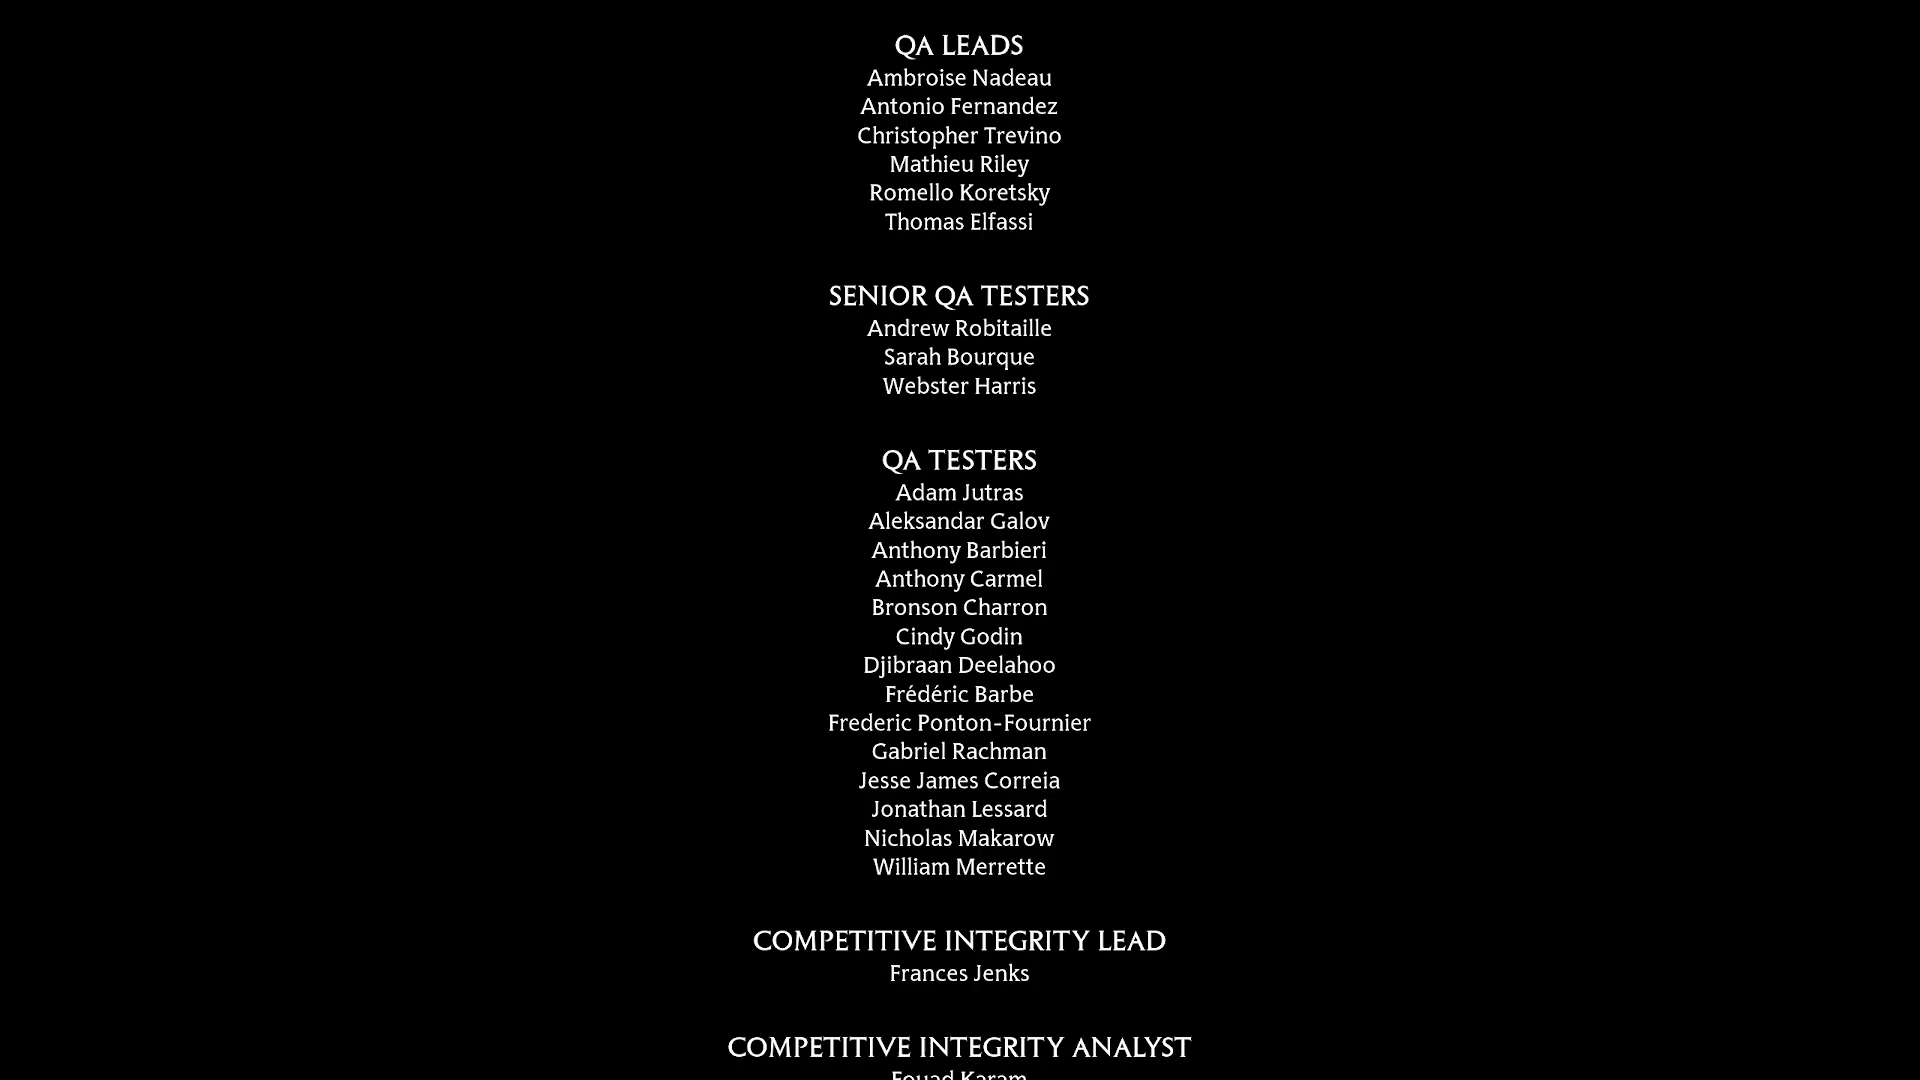 QA LEADS
Ambroise Nadeau
Antonio Fernandez
Christopher Trevino
Mathieu Riley
Romello Koretsky
Thomas Elfassi
SENIOR QA TESTERS
Andrew Robitaille
Sarah Bourque
Webster Harris
QA TESTERS
Adam Jutras
Aleksandar Galov
Anthony Barbieri
Anthony Carmel
Bronson Charron
Cindy Godin
Djibraan Deelahoo
Frédéric Barbe
Frederic Ponton-Fournier
Gabriel Rachman
Jesse James Correia
Jonathan Lessard
Nicholas Makarow
William Merrette
COMPETITIVE INTEGRITY LEAD
Frances Jenks
COMPETITIVE INTEGRITY ANALYST
Fouad Karam